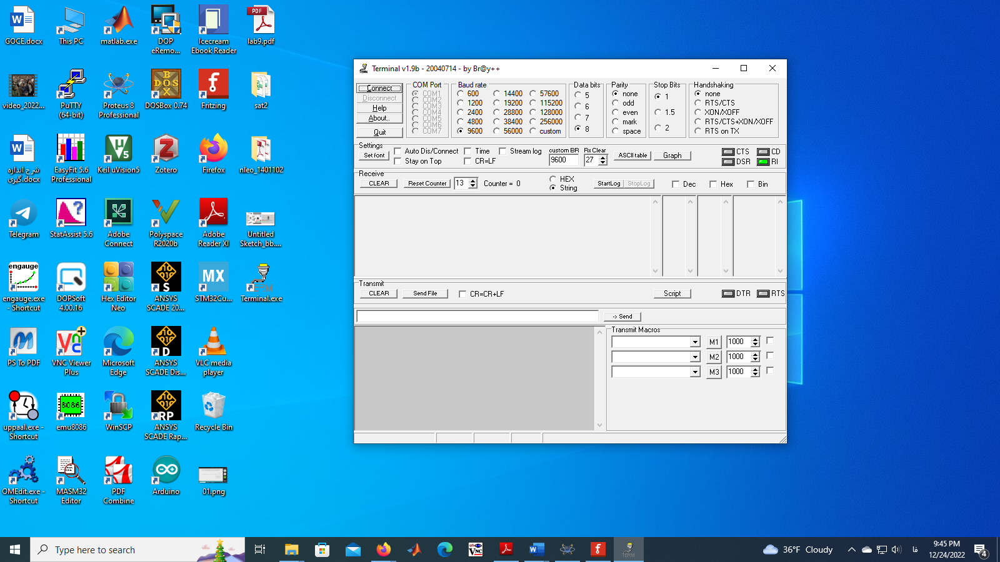 GOCE.docx
This PC
matlab.exe
DOP
eRemo...
Icecream
Ebook Reader
PDF
lab9.pdf
video_2022...
PuTTY
(64-bit)
Proteus 8
Professional
DOSBox 0.74
Fritzing
sat2
شرح اندازه
گیری.docx
EasyFit 5.6
Professional
Keil uVision5
Zotero
Firefox
nleo_1401102
Telegram
StatAssist 5.6
Adobe
Connect
Polyspace
R2020b
Adobe
Reader XI
Untitled
Sketch_bb....
engauge
engauge.exe
- Shortcut
DOPSoft
4.00.16
Hex Editor
Neo
ANSYS
SCADE 20...
MX
STM32Cu...
Terminal.exe
PS To PDF
VNC Viewer
Plus
Microsoft
Edge
ANSYS
SCADE Dis...
VLC media
player
uppaal.exe -
Shortcut
8086
emu8086
WinSCP
ANSYS
SCADE Rap...
Recycle Bin
OMEdit.exe -
Shortcut
MASM32
Editor
PDF
Combine
Arduino
01.png
Terminal v1.9b - 20040714 - by Br@y++
Connect
Disconnect
Help
About..
Quit
COM Port
COM1
COM2
COM3
COM4
COM5
COM6
COM7
Baud rate
600 14400 57600
1200 19200 115200
2400 28800 128000
4800 38400 256000
9600 56000 custom
Data bits
5
6
7
8
Parity
none
odd
even
mark
space
Stop Bits
1
1.5
2
Handshaking
none
RTS/CTS
XON/XOFF
RTS/CTS+XON/XOFF
RTS on TX
Settings
Set font
Auto Dis/Connect Time Stream log
Stay on Top CR=LF
custom BR Rx Clear
9600 27
ASCII table Graph
CTS CD
DSR RI
Receive
CLEAR Reset Counter 13 Counter = 0
HEX
String
StartLog StopLog Dec Hex Bin
Transmit
CLEAR Send File CR=CR+LF Script DTR RTS
-> Send
Transmit Macros
M1 1000
M2 1000
M3 1000
Type here to search
36°F Cloudy
فا
9:45 PM
12/24/2022
4